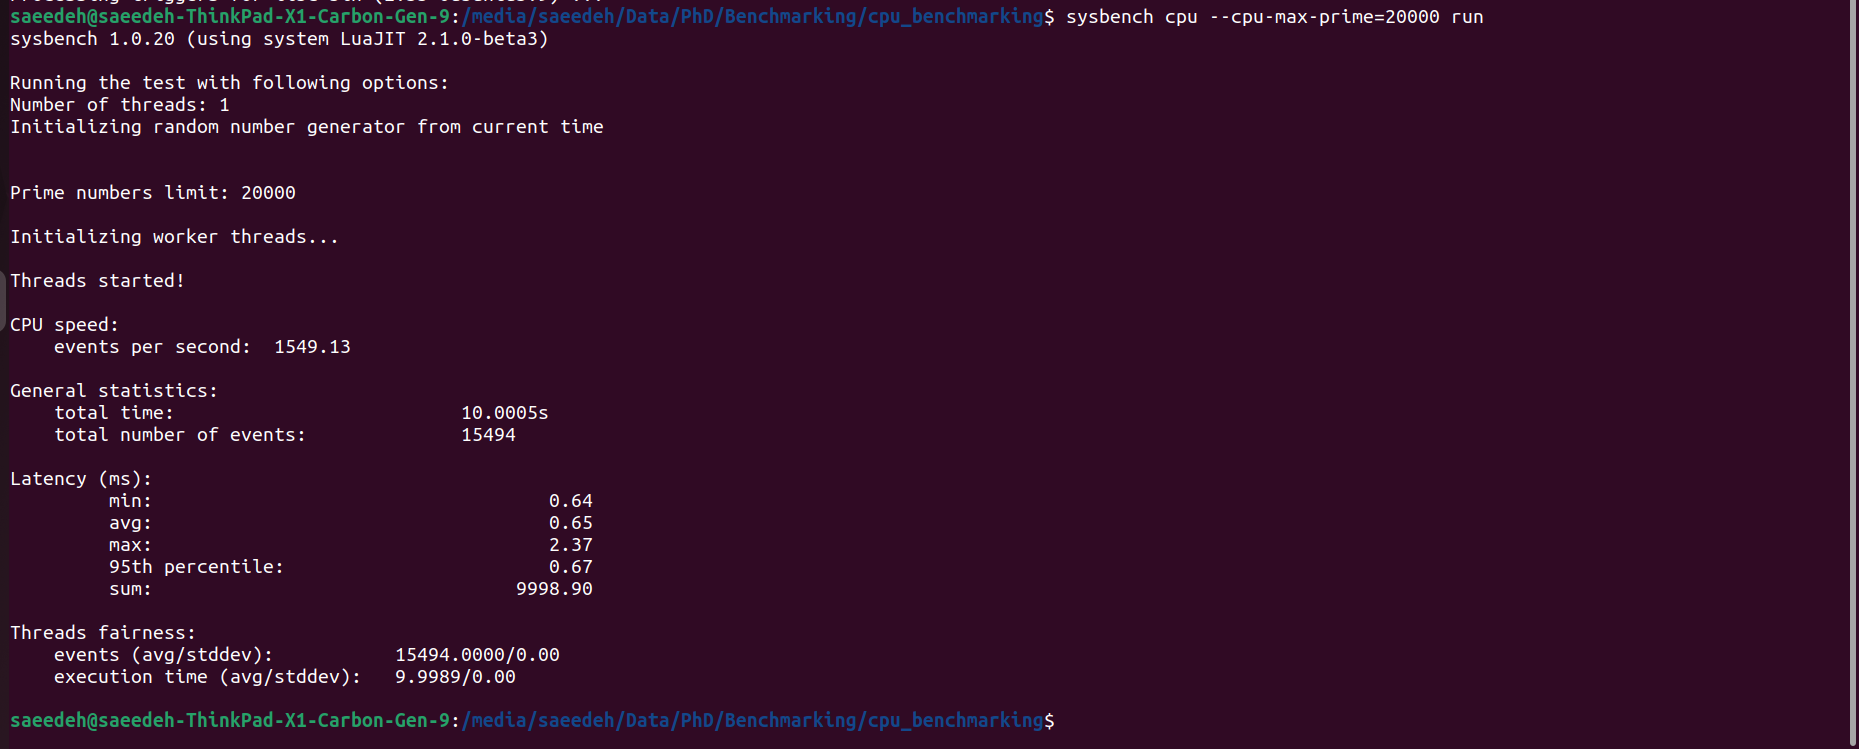 saeedeh@saeedeh-ThinkPad-X1-Carbon-Gen-9:/media/saeedeh/Data/PhD/Benchmarking/cpu_benchmarking$ sysbench cpu --cpu-max-prime=20000 run
sysbench 1.0.20 (using system LuaJIT 2.1.0-beta3)
Running the test with following options:
Number of threads: 1
Initializing random number generator from current time
Prime numbers limit: 20000
Initializing worker threads...
Threads started!
CPU speed:
events per second: 1549.13
General statistics:
total time: 10.0005s
total number of events: 15494
Latency (ms):
min: 0.64
avg: 0.65
max: 2.37
95th percentile: 0.67
sum: 9998.90
Threads fairness:
events (avg/stddev): 15494.0000/0.00
execution time (avg/stddev): 9.9989/0.00
saeedeh@saeedeh-ThinkPad-X1-Carbon-Gen-9:/media/saeedeh/Data/PhD/Benchmarking/cpu_benchmarking$